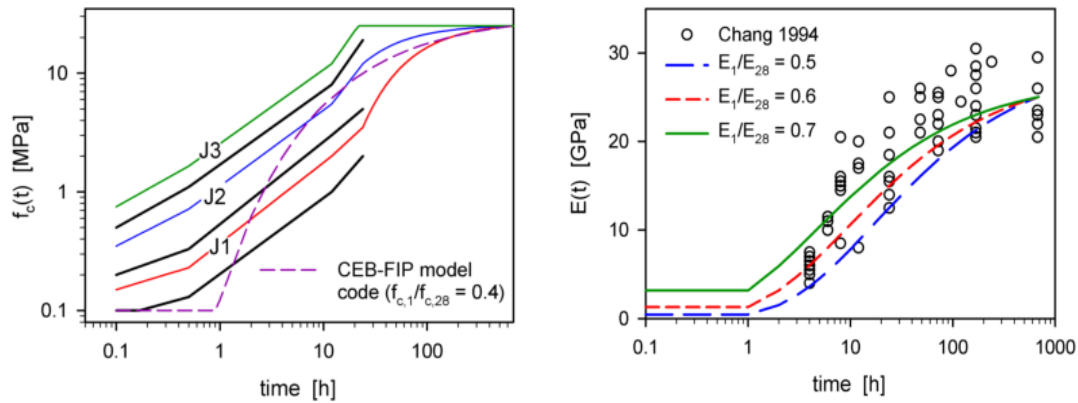 10
1
0.1
f_c(t) [MPa]
J3
J2
J1
CEB-FIP model
code (f_c,1/f_c,28 = 0.4)
0.1 1 10 100
time [h]
30
20
10
0
E(t) [GPa]
Chang 1994
E_1/E_28 = 0.5
E_1/E_28 = 0.6
E_1/E_28 = 0.7
0.1 1 10 100 1000
time [h]